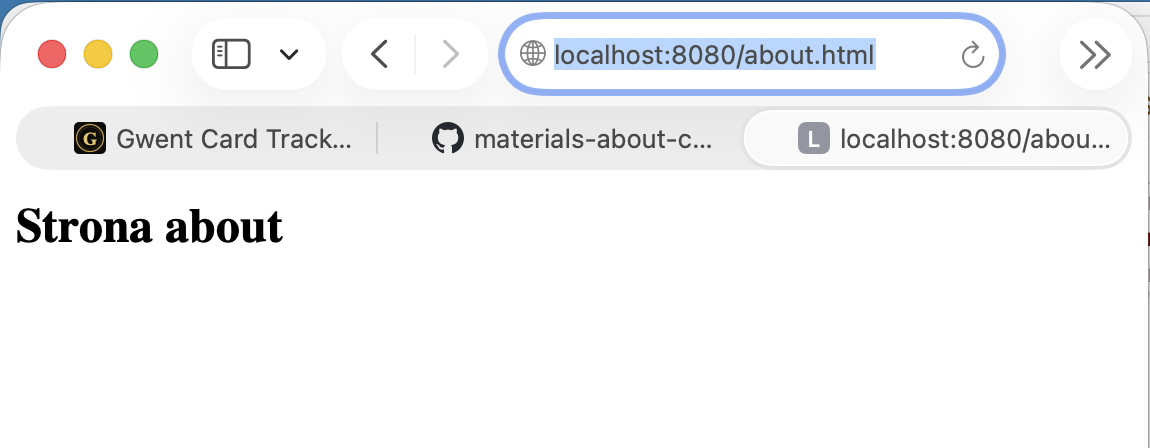 localhost:8080/about.html
G Gwent Card Track... materials-about-c... L localhost:8080/abou...
Strona about